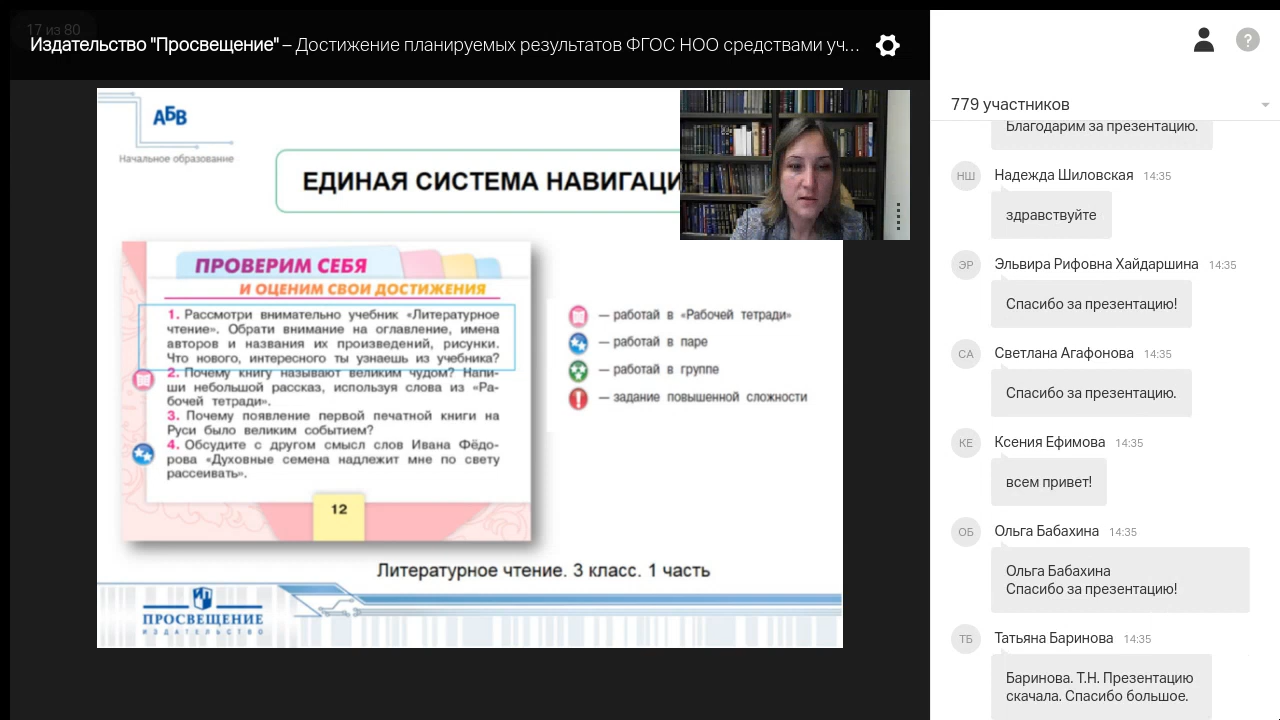 17 из 80
Издательство "Просвещение" – Достижение планируемых результатов ФГОС НОО средствами уч...
АБВ
Начальное образование
ЕДИНАЯ СИСТЕМА НАВИГАЦИ
ПРОВЕРИМ СЕБЯ
И ОЦЕНИМ СВОИ ДОСТИЖЕНИЯ
1. Рассмотри внимательно учебник «Литературное
чтение». Обрати внимание на оглавление, имена
авторов и названия их произведений, рисунки.
Что нового, интересного ты узнаешь из учебника?
2. Почему книгу называют великим чудом? Напи-
ши небольшой рассказ, используя слова из «Ра-
бочей тетради».
3. Почему появление первой печатной книги на
Руси было великим событием?
4. Обсудите с другом смысл слов Ивана Фёдо-
рова «Духовные семена надлежит мне по свету
рассеивать».
12
— работай в «Рабочей тетради»
— работай в паре
— работай в группе
— задание повышенной сложности
Литературное чтение. 3 класс. 1 часть
ПРОСВЕЩЕНИЕ
ИЗДАТЕЛЬСТВО
?
779 участников
Благодарим за презентацию.
НШ Надежда Шиловская 14:35
здравствуйте
ЭР Эльвира Рифовна Хайдаршина 14:35
Спасибо за презентацию!
СА Светлана Агафонова 14:35
Спасибо за презентацию.
КЕ Ксения Ефимова 14:35
всем привет!
ОБ Ольга Бабахина 14:35
Ольга Бабахина
Спасибо за презентацию!
ТБ Татьяна Баринова 14:35
Баринова. Т.Н. Презентацию
скачала. Спасибо большое.